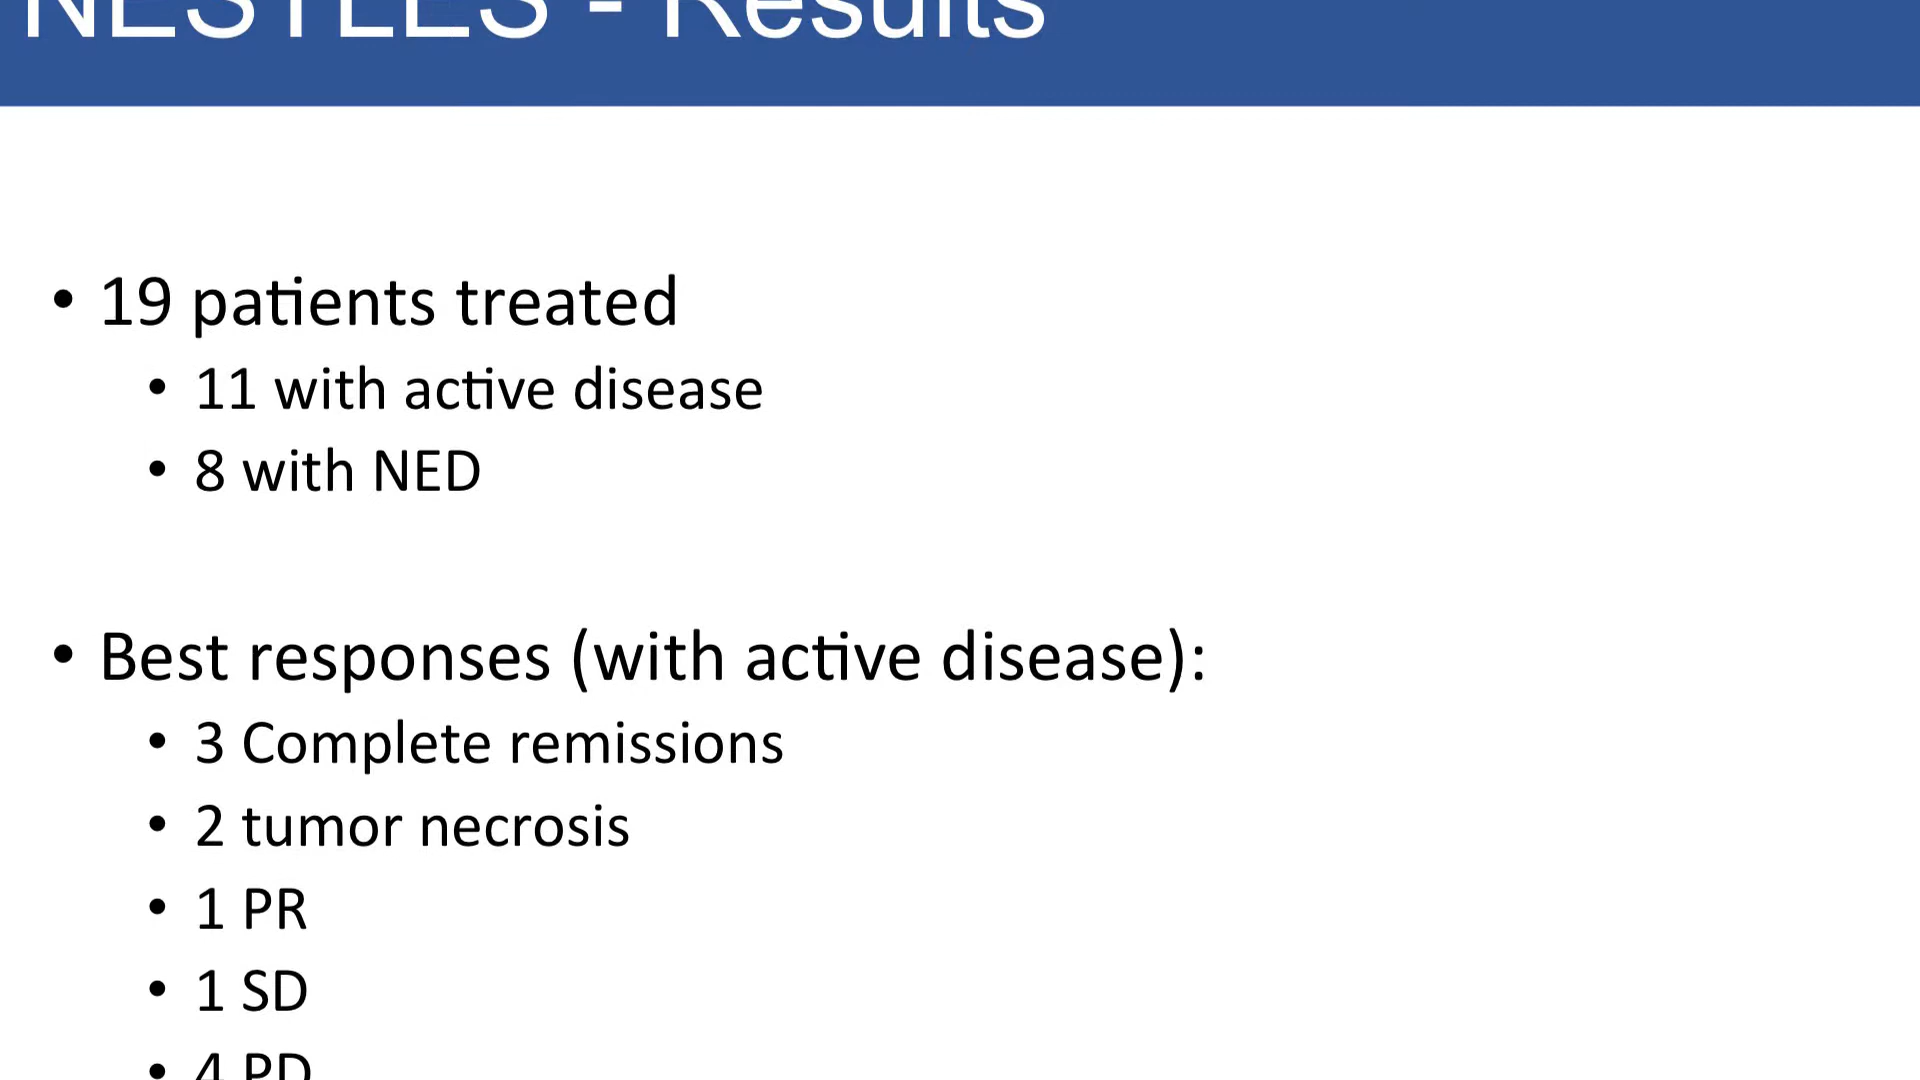 NESTLES - Results
• 19 patients treated
• 11 with active disease
• 8 with NED
• Best responses (with active disease):
• 3 Complete remissions
• 2 tumor necrosis
• 1 PR
• 1 SD
• 4 PD